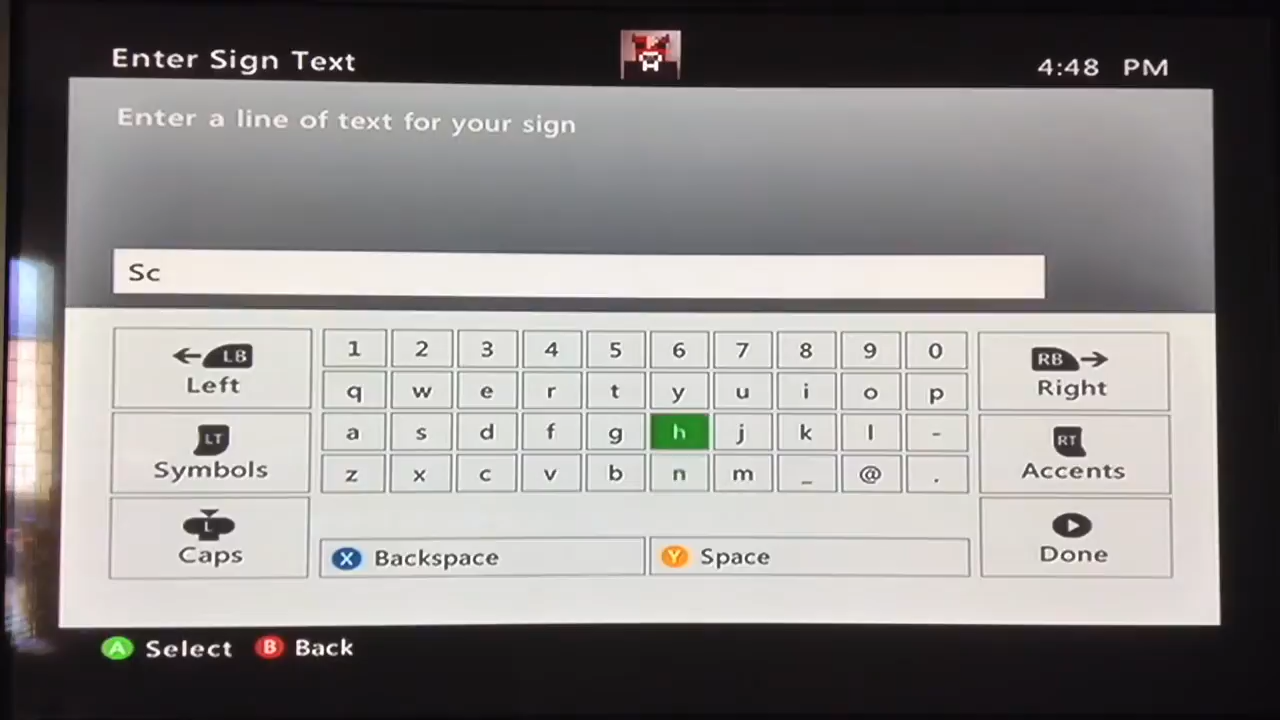 Enter Sign Text
4:48 PM
Enter a line of text for your sign
Sc
LB
Left
1 2 3 4 5 6 7 8 9 0
RB
Right
q w e r t y u i o p
LT
Symbols
a s d f g h j k l -
RT
Accents
z x c v b n m _ @ .
L
Caps
X Backspace
Y Space
Done
A Select B Back